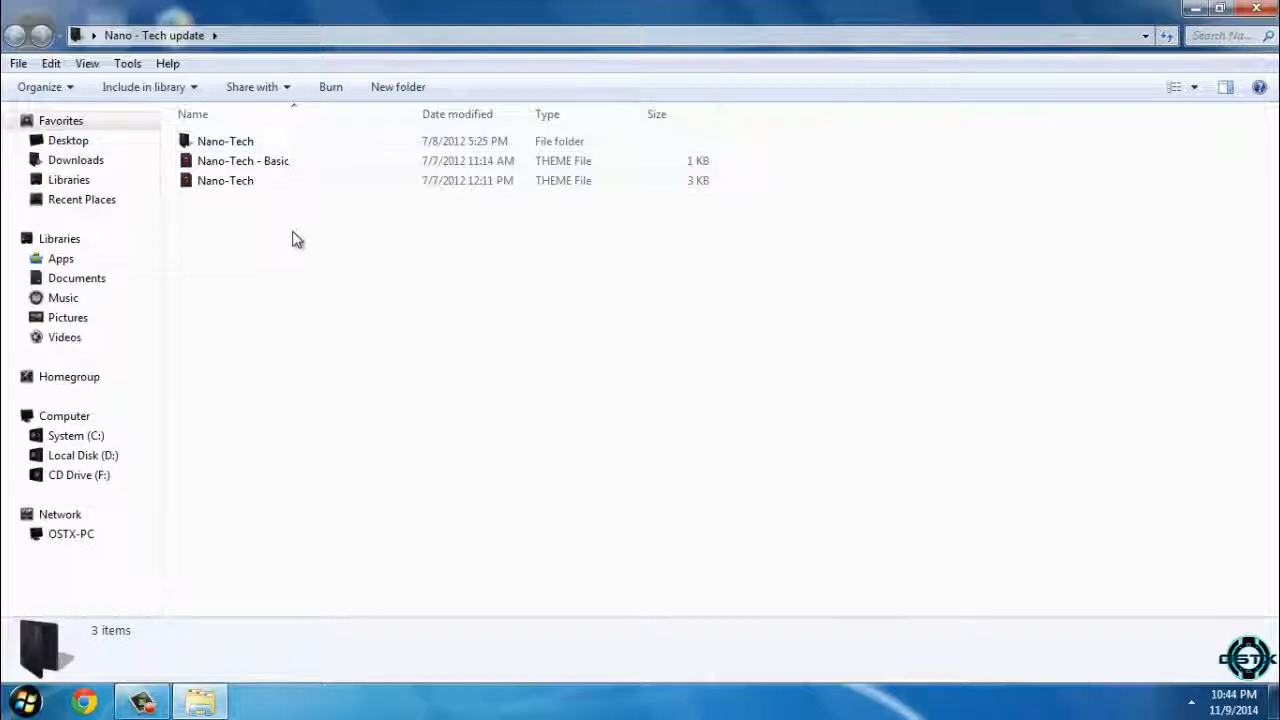 Nano - Tech update
Search Na...
File Edit View Tools Help
Organize Include in library Share with Burn New folder
Name Date modified Type Size
Nano-Tech 7/8/2012 5:25 PM File folder
Nano-Tech - Basic 7/7/2012 11:14 AM THEME File 1 KB
Nano-Tech 7/7/2012 12:11 PM THEME File 3 KB
Favorites
Desktop
Downloads
Libraries
Recent Places
Libraries
Apps
Documents
Music
Pictures
Videos
Homegroup
Computer
System (C:)
Local Disk (D:)
CD Drive (F:)
Network
OSTX-PC
3 items
OSTX
10:44 PM
11/9/2014